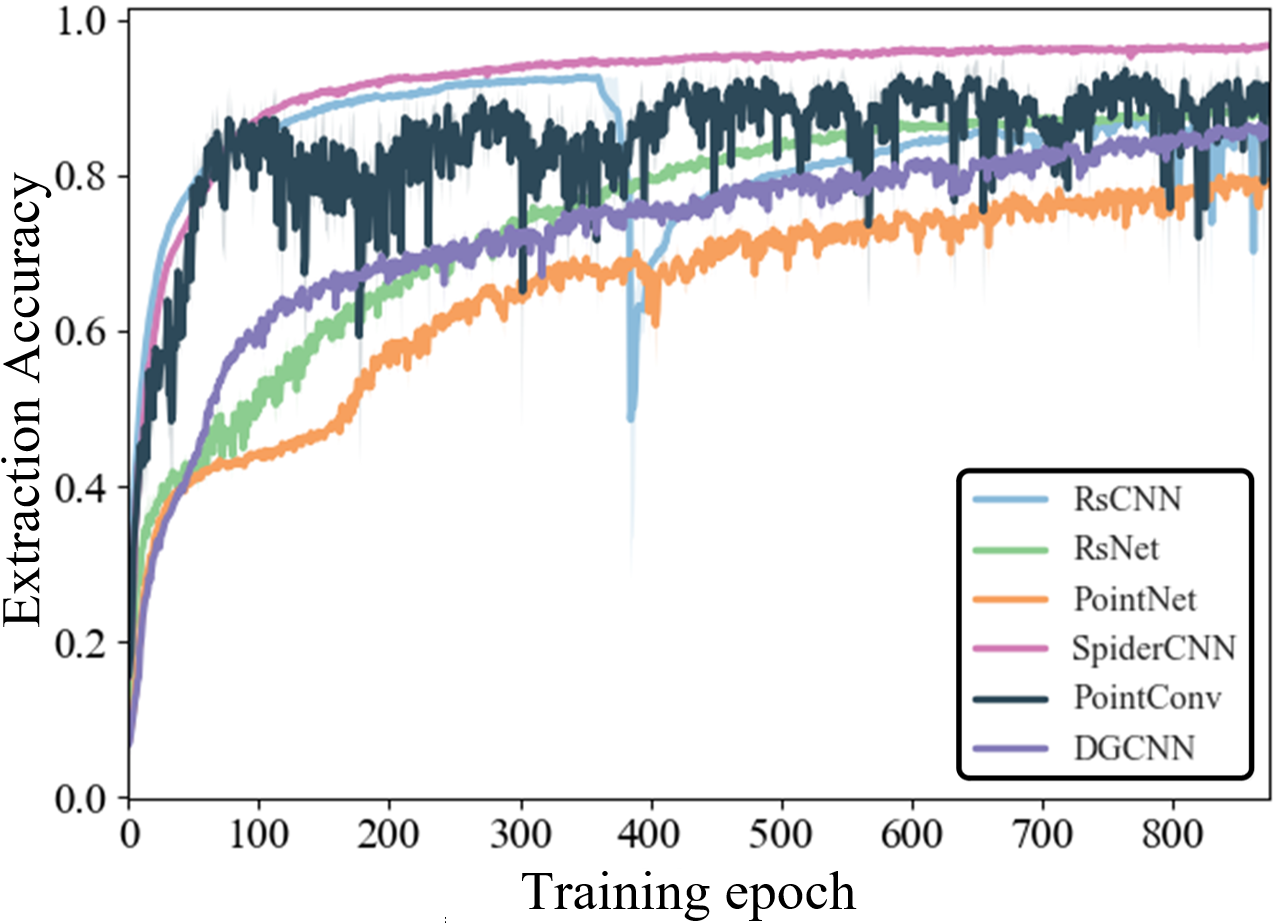 Extraction Accuracy
1.0
0.8
0.6
0.4
0.2
0.0
0 100 200 300 400 500 600 700 800
Training epoch
RsCNN
RsNet
PointNet
SpiderCNN
PointConv
DGCNN